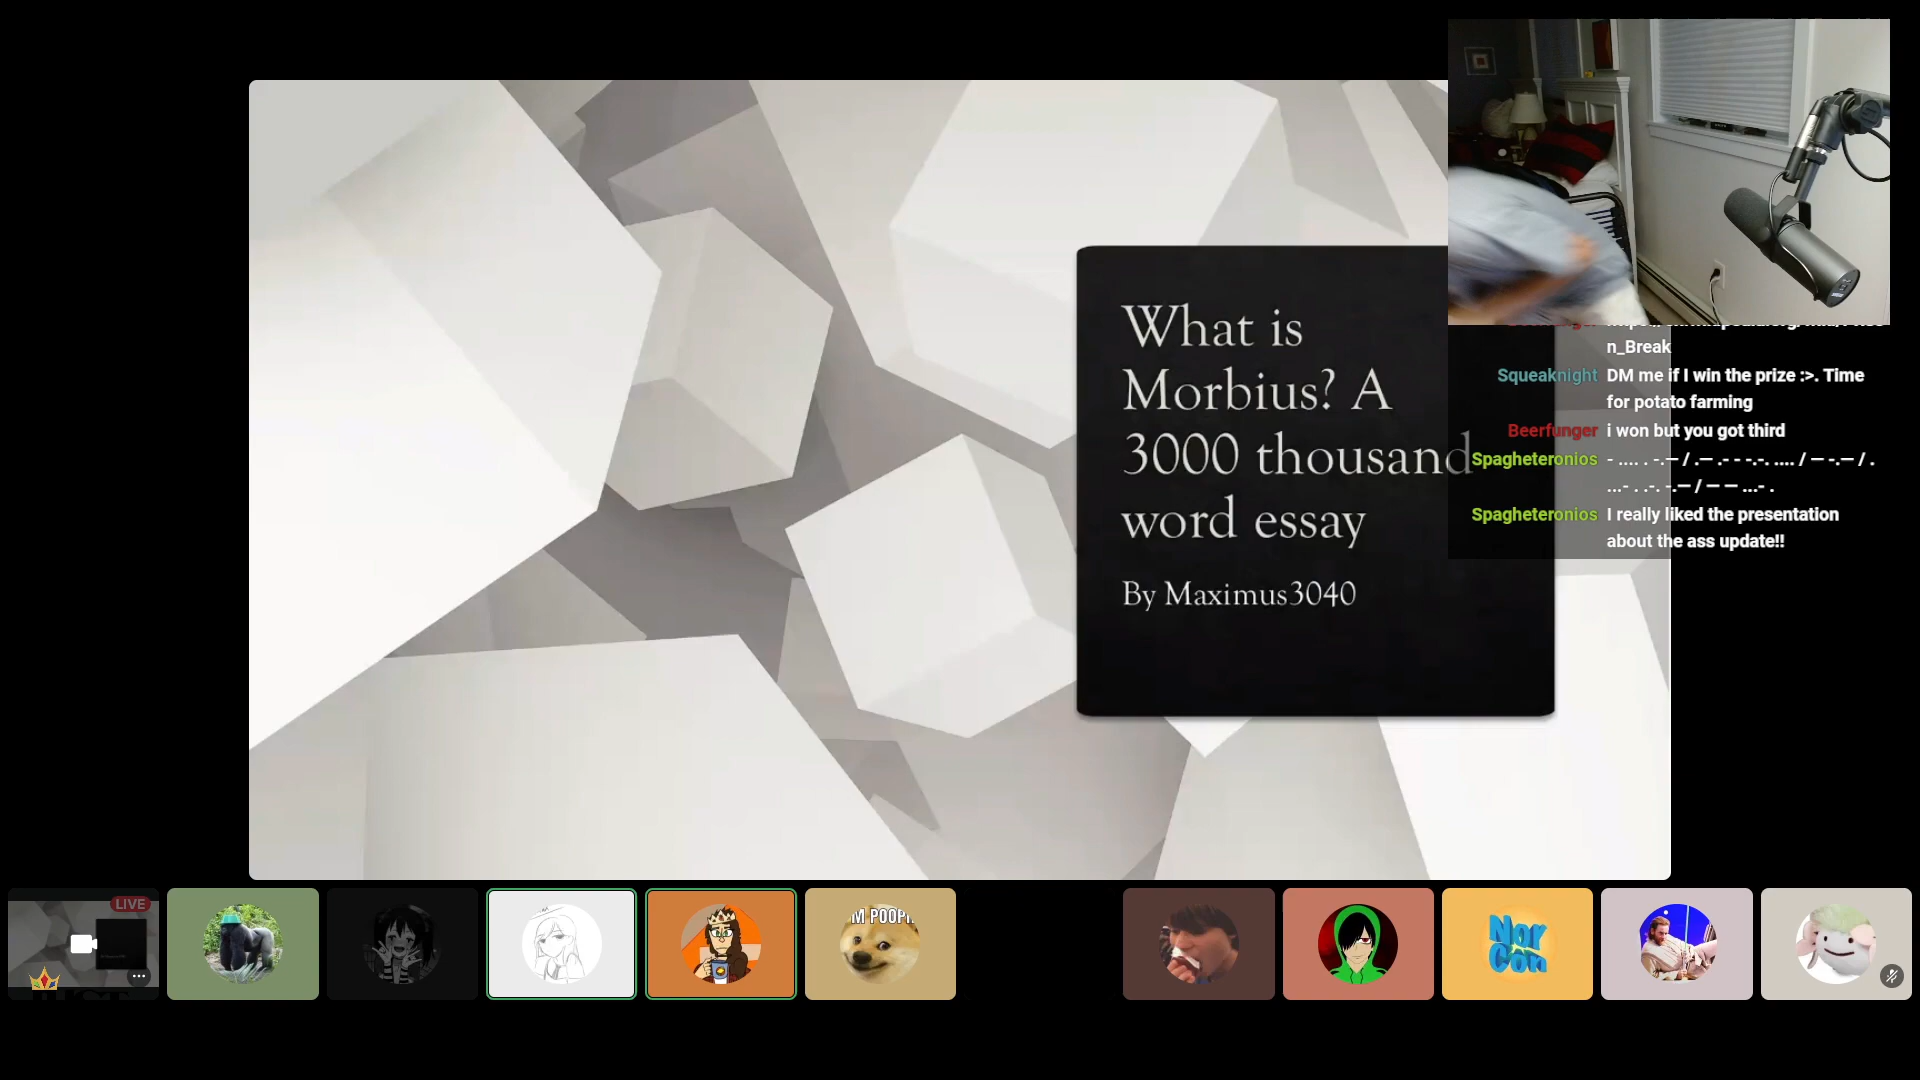 What is
Morbius? A
3000 thousand
word essay
By Maximus3040
n_Break
Squeaknight DM me if I win the prize :>. Time
for potato farming
Beerfunger i won but you got third
Spagheteronios - .... . -.— / .— .- - -.-. .... / — -.— / .
...- . .-. -.— / — — ...- .
Spagheteronios I really liked the presentation
about the ass update!!
LIVE
Nor
Con